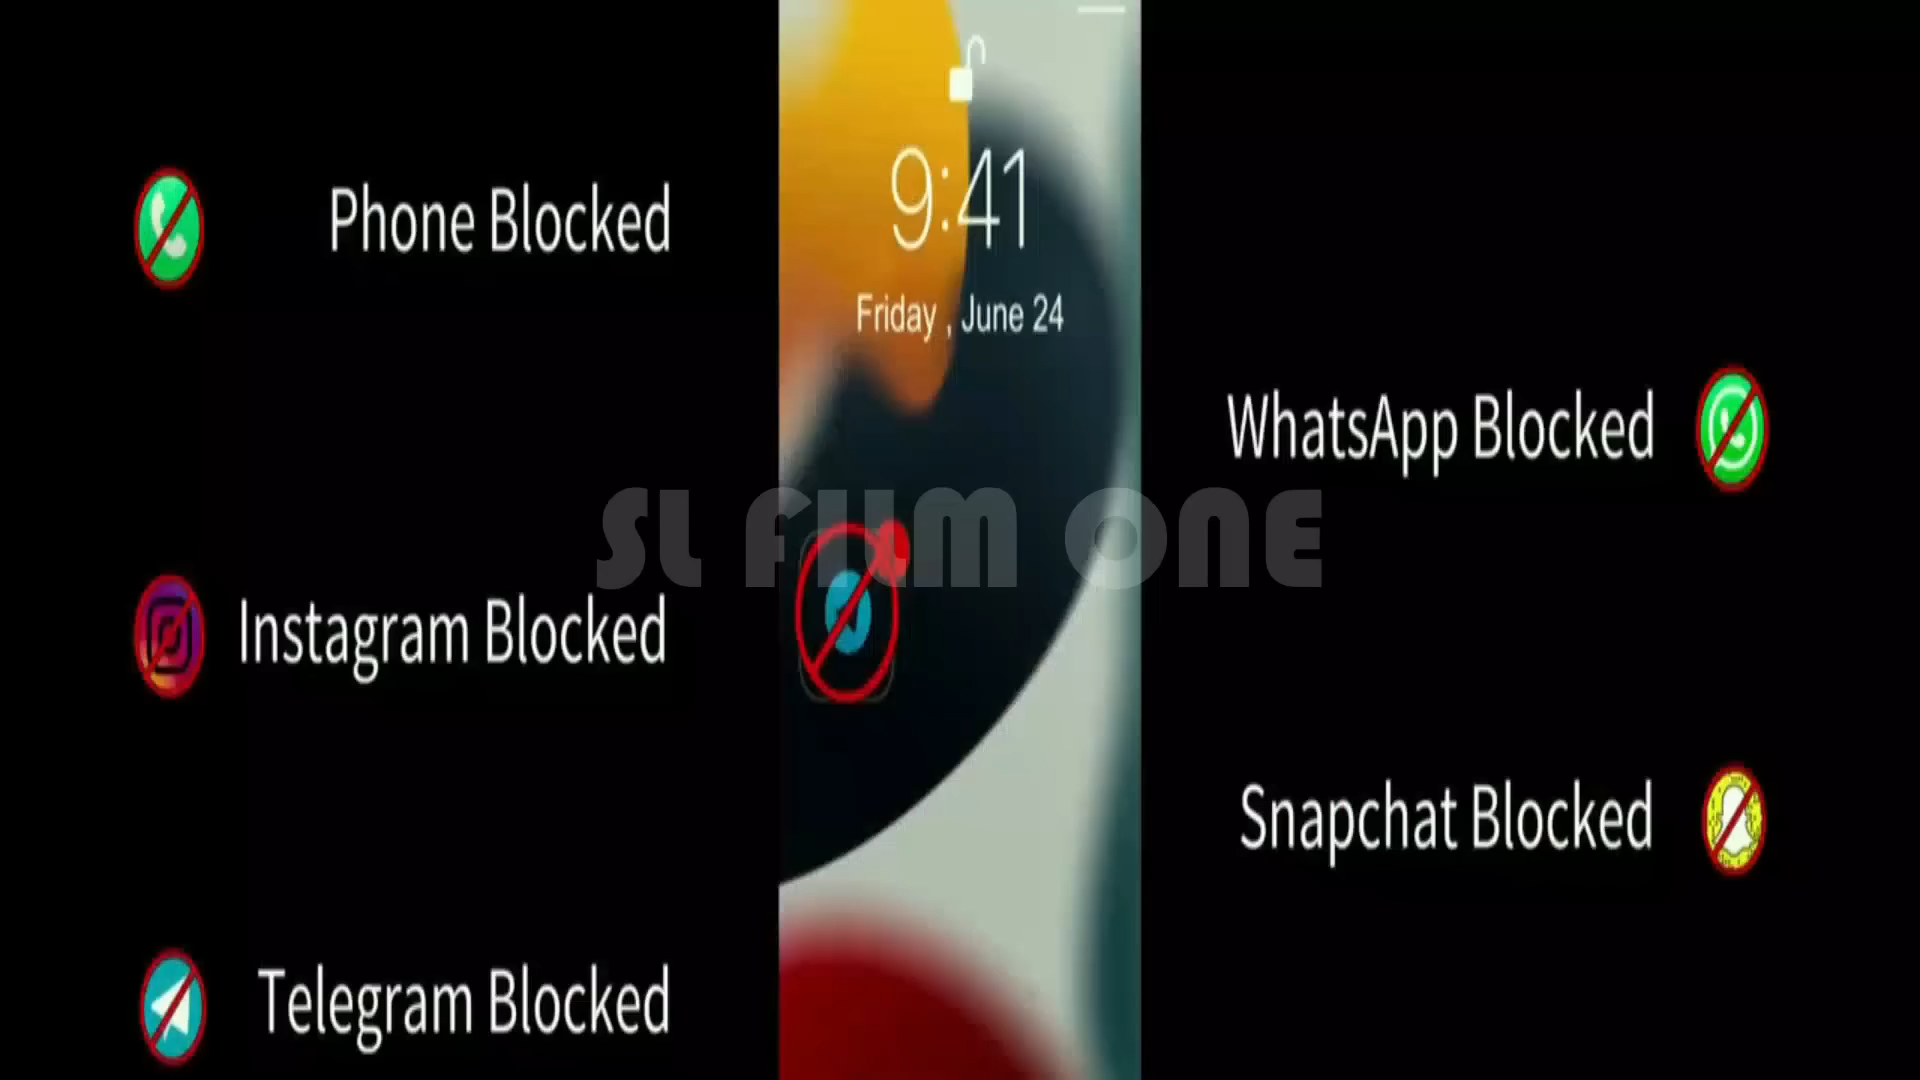 9:41
Friday , June 24
Phone Blocked
WhatsApp Blocked
SL FILM ONE
Instagram Blocked
Snapchat Blocked
Telegram Blocked